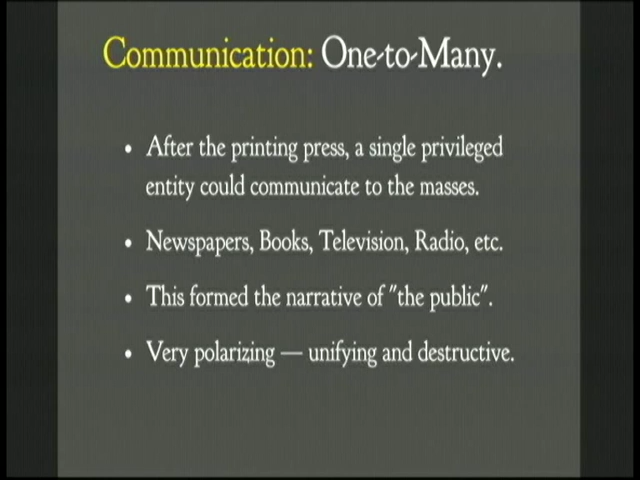 Communication: One-to-Many.
• After the printing press, a single privileged
entity could communicate to the masses.
• Newspapers, Books, Television, Radio, etc.
• This formed the narrative of "the public".
• Very polarizing — unifying and destructive.